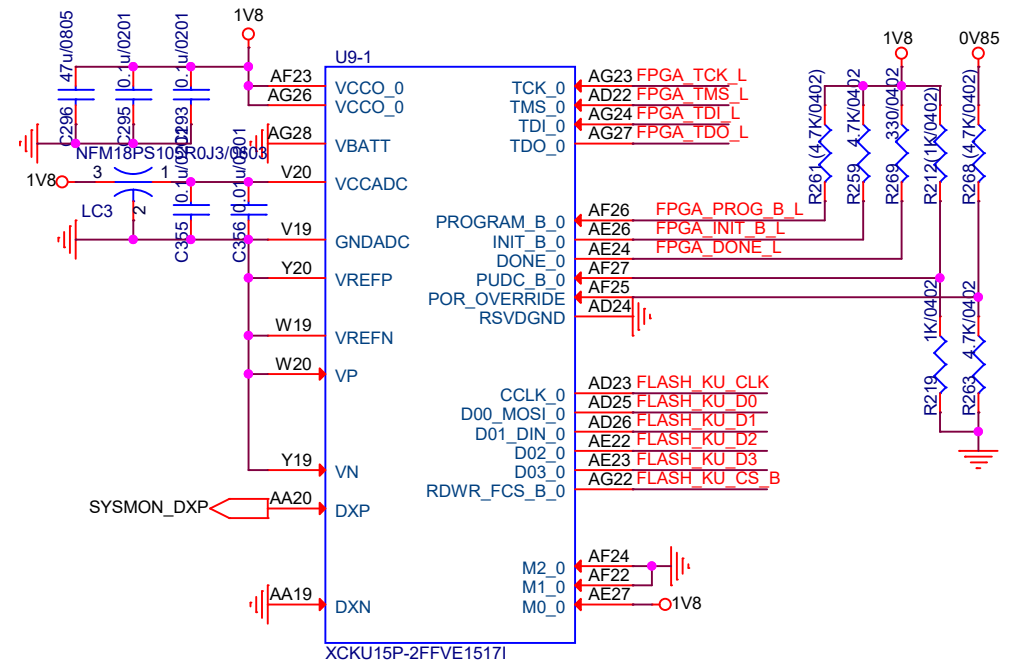 1V8
47u/0805
0.1u/0201
0.1u/0201
C296
C295
C293
U9-1
1V8
0V85
AF23
VCCO_0
AG26
VCCO_0
AG28
VBATT
NFM18PS105R0J3/0603
1V8
3
1
2
LC3
0.1u/0201
0.01u/0201
C355
C356
V20
VCCADC
V19
GNDADC
Y20
VREFP
W19
VREFN
W20
VP
Y19
VN
SYSMON_DXP
AA20
DXP
AA19
DXN
TCK_0
AG23
FPGA_TCK_L
TMS_0
AD22
FPGA_TMS_L
TDI_0
AG24
FPGA_TDI_L
TDO_0
AG27
FPGA_TDO_L
PROGRAM_B_0
AF26
FPGA_PROG_B_L
INIT_B_0
AE26
FPGA_INIT_B_L
DONE_0
AE24
FPGA_DONE_L
PUDC_B_0
AF27
POR_OVERRIDE
AF25
RSVDGND
AD24
R261 (4.7K/0402)
R259 4.7K/0402
R269 330/0402
R212(1K/0402)
R268 (4.7K/0402)
R219 1K/0402
R263 4.7K/0402
CCLK_0
AD23
FLASH_KU_CLK
D00_MOSI_0
AD25
FLASH_KU_D0
D01_DIN_0
AD26
FLASH_KU_D1
D02_0
AE22
FLASH_KU_D2
D03_0
AE23
FLASH_KU_D3
RDWR_FCS_B_0
AG22
FLASH_KU_CS_B
M2_0
AF24
M1_0
AF22
M0_0
AE27
1V8
XCKU15P-2FFVE1517I